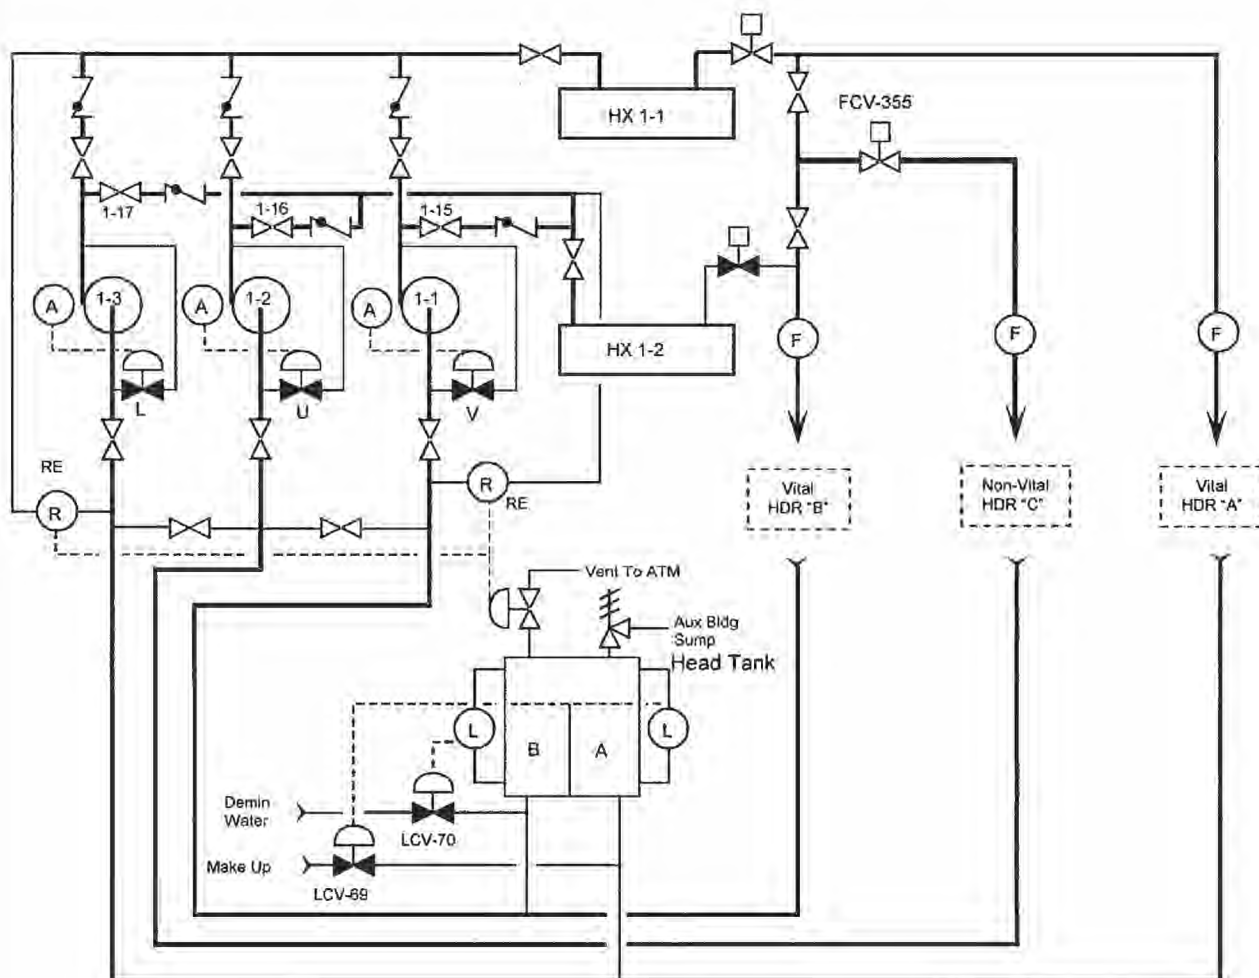 HX 1-1
FCV-355
1-17
1-16
1-15
A
1-3
A
1-2
A
1-1
HX 1-2
F
F
F
L
U
V
RE
R
R
RE
Vital
HDR "B"
Non-Vital
HDR "C"
Vital
HDR "A"
Vent To ATM
Aux Bldg
Sump
Head Tank
L
B
A
L
Demin
Water
LCV-70
Make Up
LCV-69